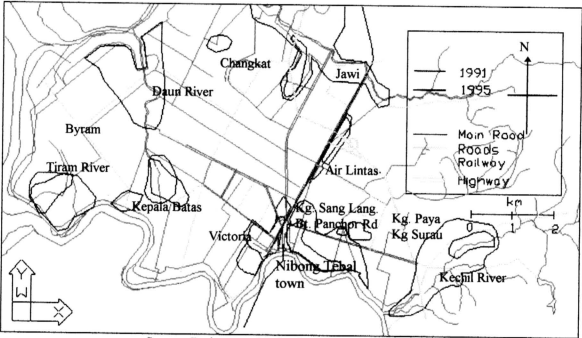 Changkat
Jawi
N
1991
1995
Daun River
Byram
Main Road
Roads
Railway
Highway
Tiram River
Air Lintas
km
Kepala Batas
Kg. Sang Lang
Bt. Panchor Rd
Kg. Paya
Kg Surau
0 1 2
Victoria
Nibong Tebal
town
Kechil River
Y
W
X